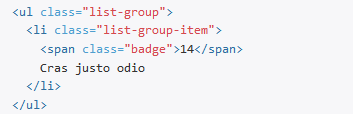 <ul class="list-group">
  <li class="list-group-item">
    <span class="badge">14</span>
    Cras justo odio
  </li>
</ul>